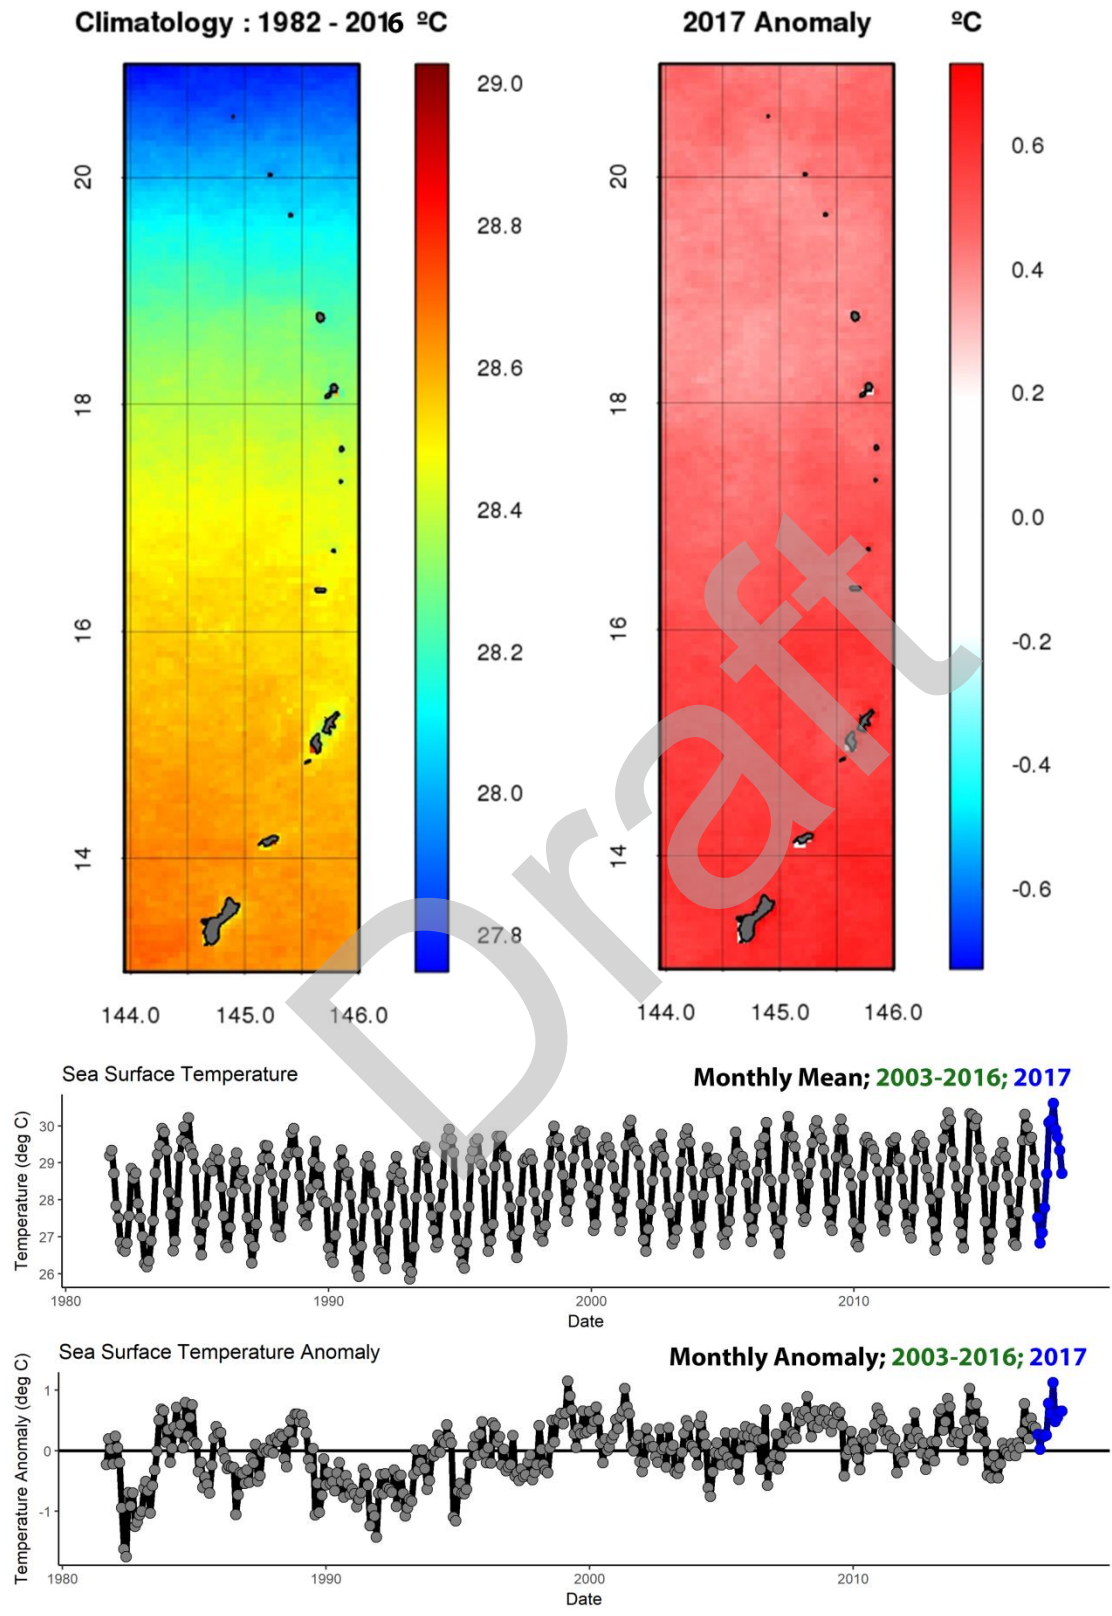 Climatology : 1982 - 2016 ºC
2017 Anomaly ºC
29.0
28.8
28.6
28.4
28.2
28.0
27.8
20
18
16
14
144.0 145.0 146.0
0.6
0.4
0.2
0.0
-0.2
-0.4
-0.6
20
18
16
14
144.0 145.0 146.0
Draft
Sea Surface Temperature
Monthly Mean; 2003-2016; 2017
Temperature (deg C)
30
29
28
27
26
1980 1990 2000 2010
Date
Sea Surface Temperature Anomaly
Monthly Anomaly; 2003-2016; 2017
Temperature Anomaly (deg C)
1
0
-1
1980 1990 2000 2010
Date